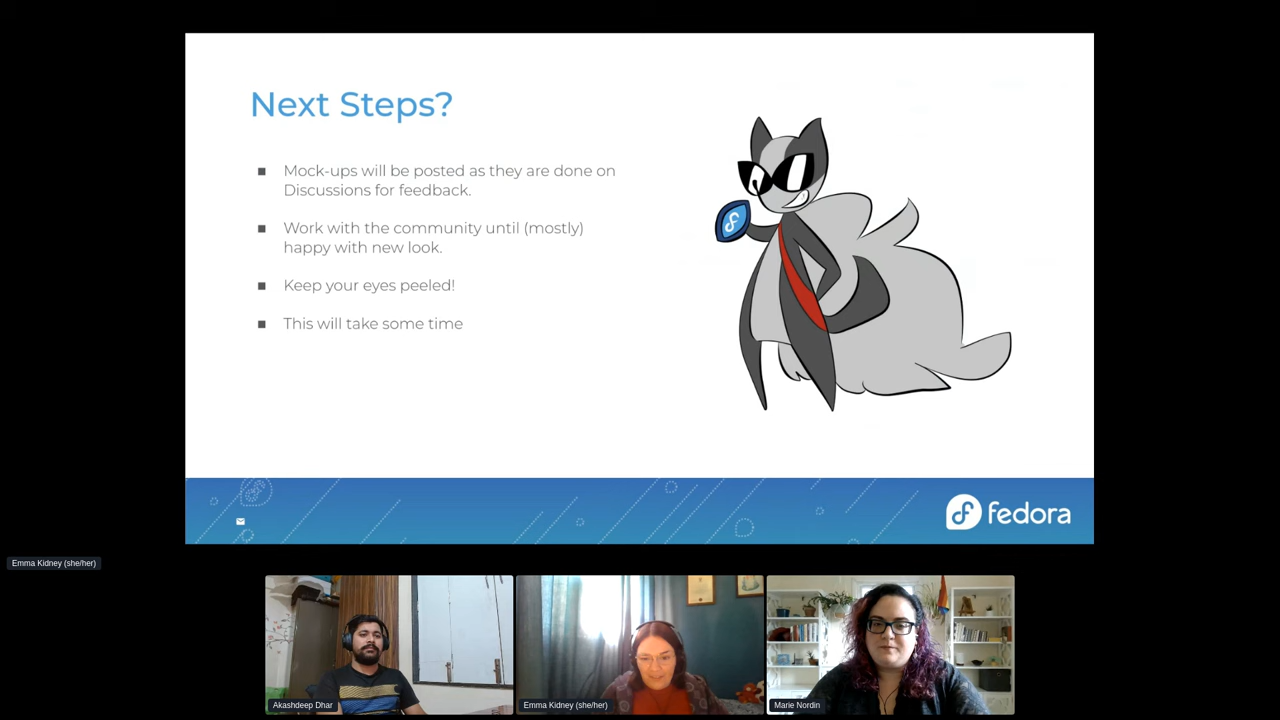 Next Steps?
■ Mock-ups will be posted as they are done on
Discussions for feedback.
■ Work with the community until (mostly)
happy with new look.
■ Keep your eyes peeled!
■ This will take some time
fedora
Emma Kidney (she/her)
Akashdeep Dhar
Emma Kidney (she/her)
Marie Nordin